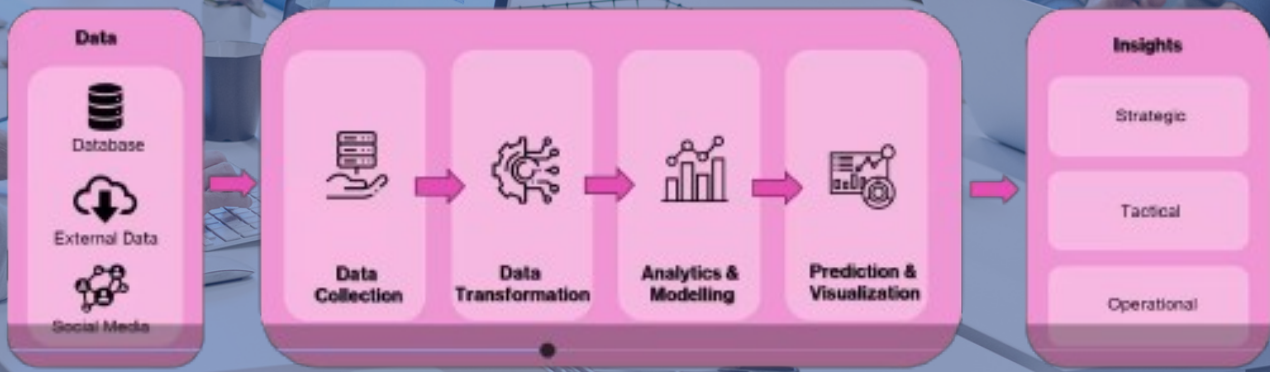 Data
Database
External Data
Social Media
Data
Collection
Data
Transformation
Analytics &
Modelling
Prediction &
Visualization
Insights
Strategic
Tactical
Operational